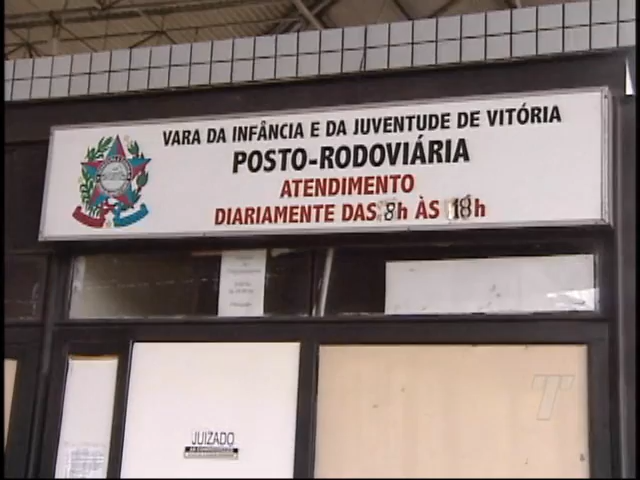 VARA DA INFÂNCIA E DA JUVENTUDE DE VITÓRIA
POSTO-RODOVIÁRIA
ATENDIMENTO
DIARIAMENTE DAS 8h ÀS 18h
JUIZADO